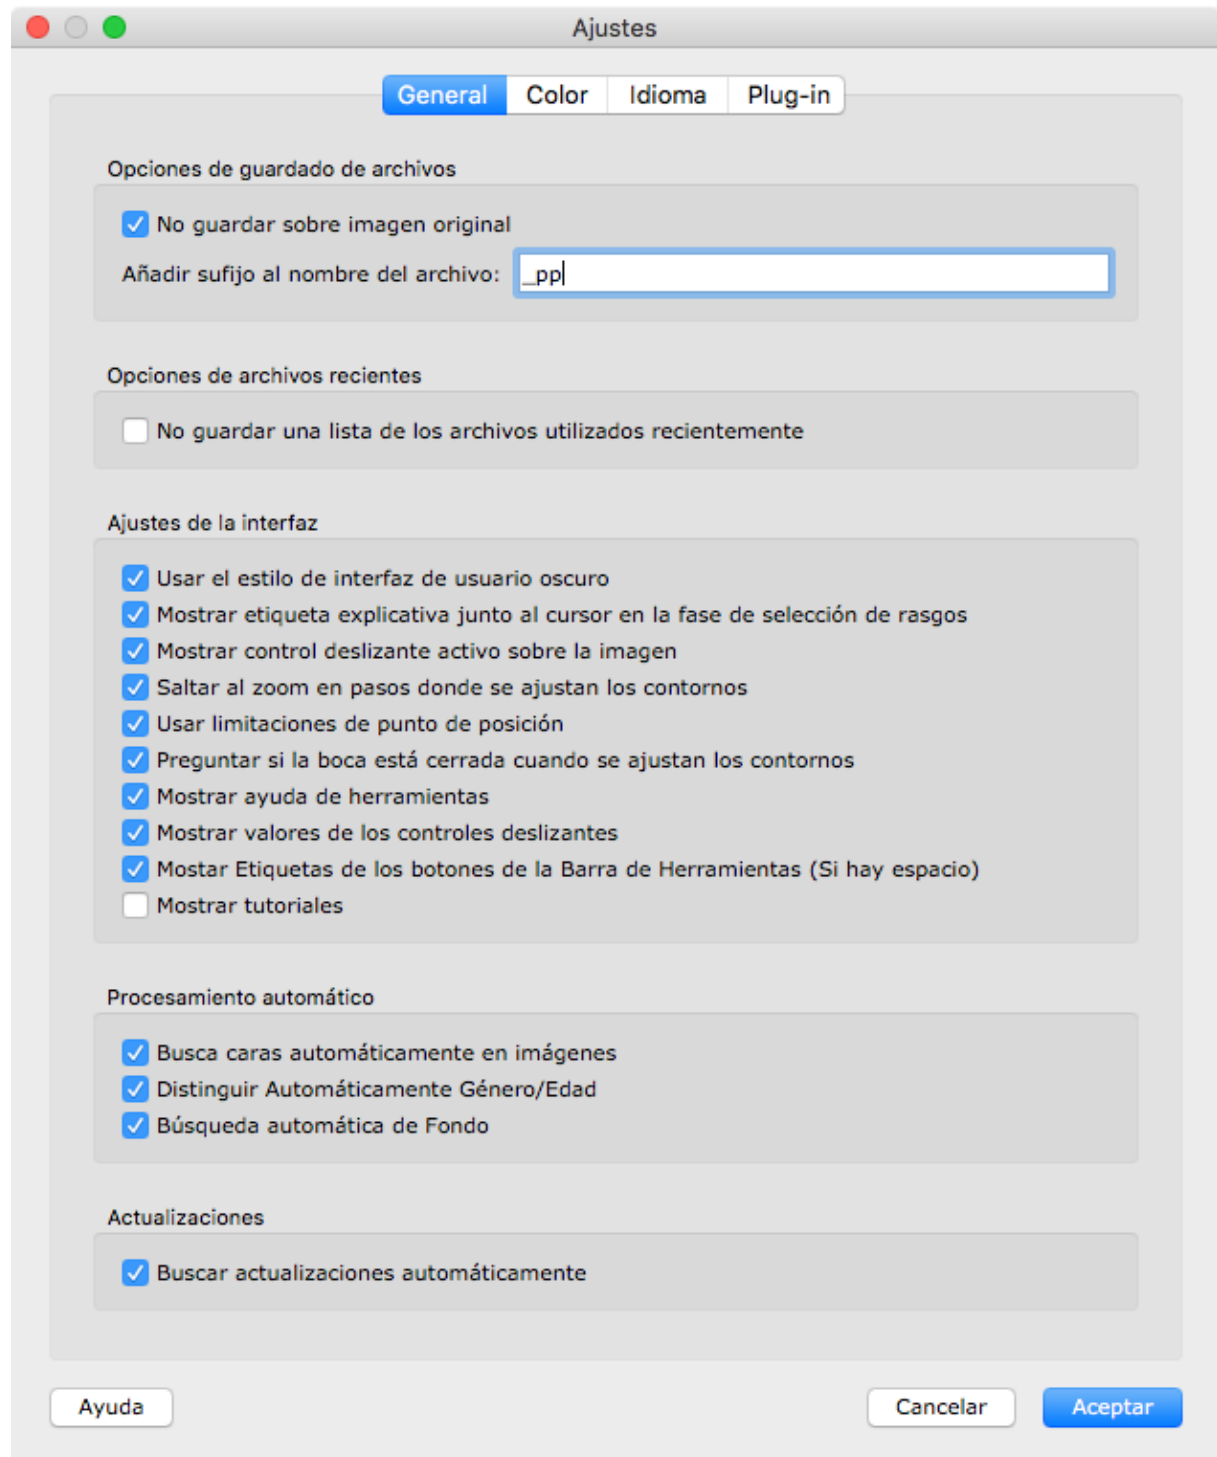 Ajustes
General Color Idioma Plug-in
Opciones de guardado de archivos
No guardar sobre imagen original
Añadir sufijo al nombre del archivo: _pp
Opciones de archivos recientes
No guardar una lista de los archivos utilizados recientemente
Ajustes de la interfaz
Usar el estilo de interfaz de usuario oscuro
Mostrar etiqueta explicativa junto al cursor en la fase de selección de rasgos
Mostrar control deslizante activo sobre la imagen
Saltar al zoom en pasos donde se ajustan los contornos
Usar limitaciones de punto de posición
Preguntar si la boca está cerrada cuando se ajustan los contornos
Mostrar ayuda de herramientas
Mostrar valores de los controles deslizantes
Mostar Etiquetas de los botones de la Barra de Herramientas (Si hay espacio)
Mostrar tutoriales
Procesamiento automático
Busca caras automáticamente en imágenes
Distinguir Automáticamente Género/Edad
Búsqueda automática de Fondo
Actualizaciones
Buscar actualizaciones automáticamente
Ayuda Cancelar Aceptar